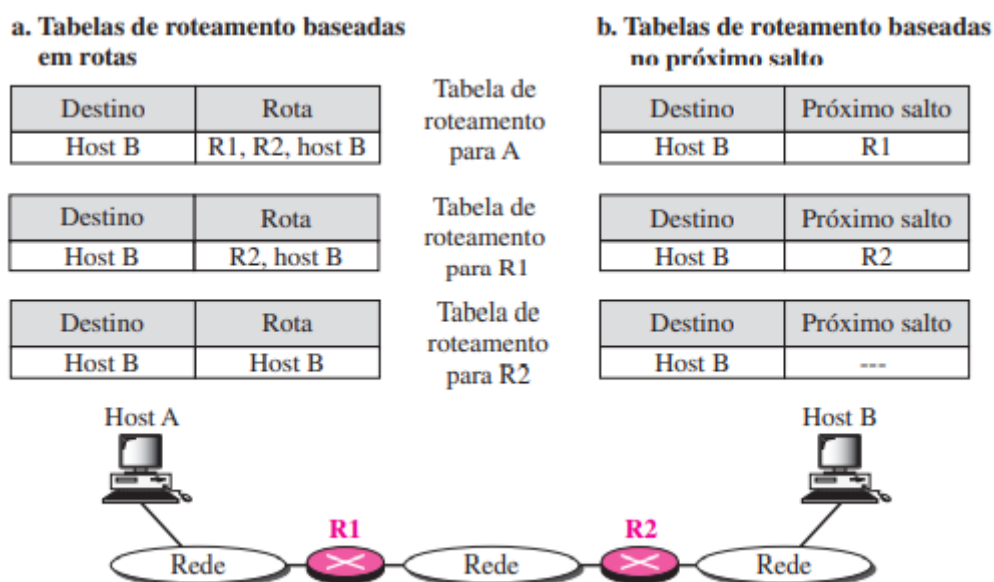 a. Tabelas de roteamento baseadas
em rotas
b. Tabelas de roteamento baseadas
no próximo salto
Destino Rota
Host B R1, R2, host B
Tabela de
roteamento
para A
Destino Próximo salto
Host B R1
Destino Rota
Host B R2, host B
Tabela de
roteamento
para R1
Destino Próximo salto
Host B R2
Destino Rota
Host B Host B
Tabela de
roteamento
para R2
Destino Próximo salto
Host B ---
Host A
Host B
R1
R2
Rede
Rede
Rede